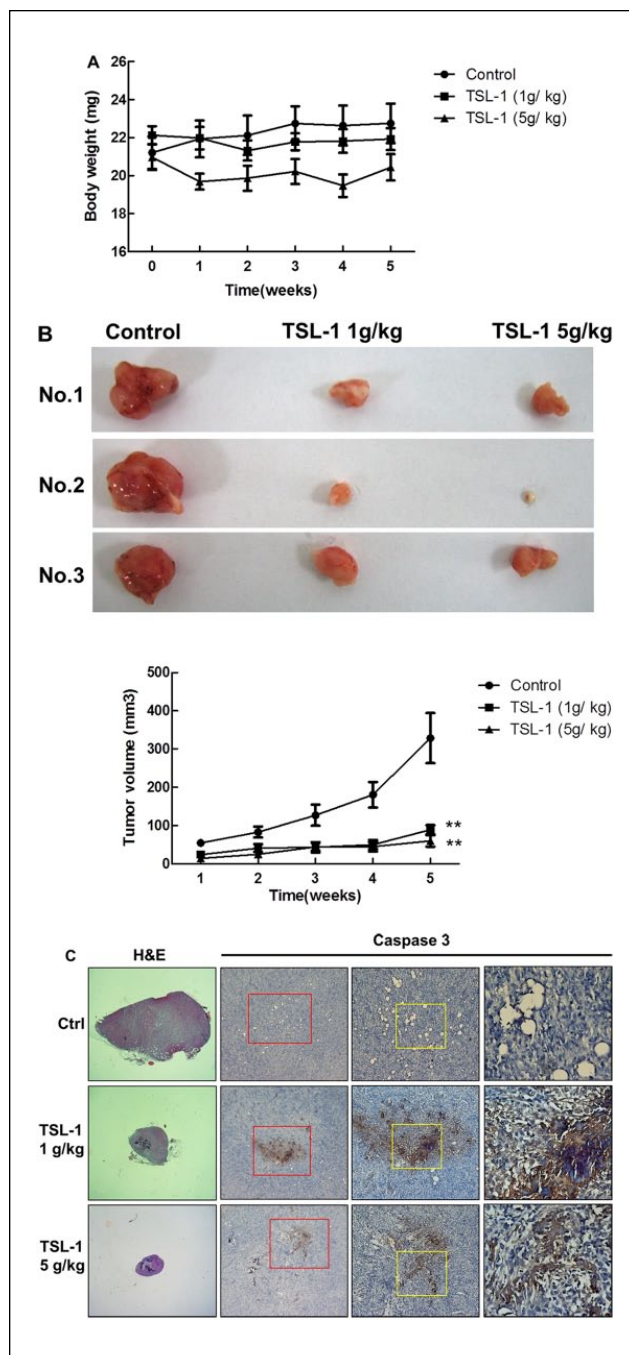 A
Control
TSL-1 (1g/ kg)
TSL-1 (5g/ kg)
Body weight (mg)
26
24
22
20
18
16
0 1 2 3 4 5
Time(weeks)
B
Control TSL-1 1g/kg TSL-1 5g/kg
No.1
No.2
No.3
Control
TSL-1 (1g/ kg)
TSL-1 (5g/ kg)
Tumor volume (mm3)
500
400
300
200
100
0
**
**
1 2 3 4 5
Time(weeks)
C
H&E
Caspase 3
Ctrl
TSL-1
1 g/kg
TSL-1
5 g/kg